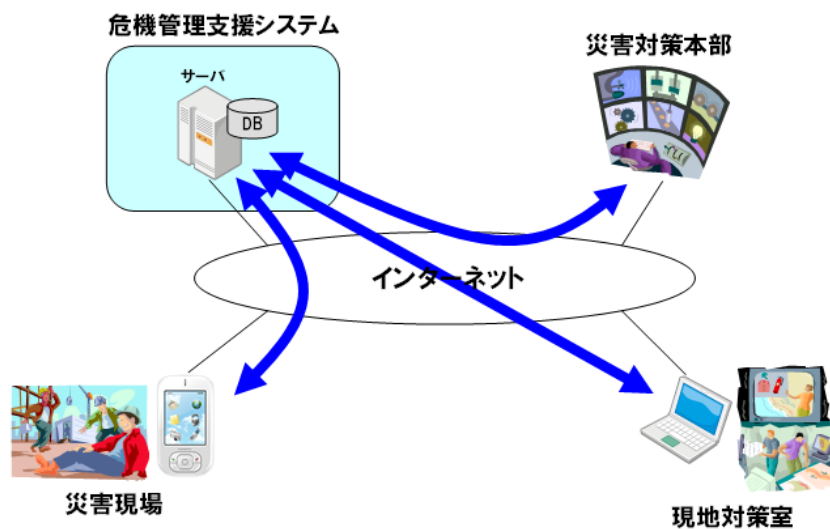 危機管理支援システム
災害対策本部
サーバ
DB
インターネット
災害現場
現地対策室